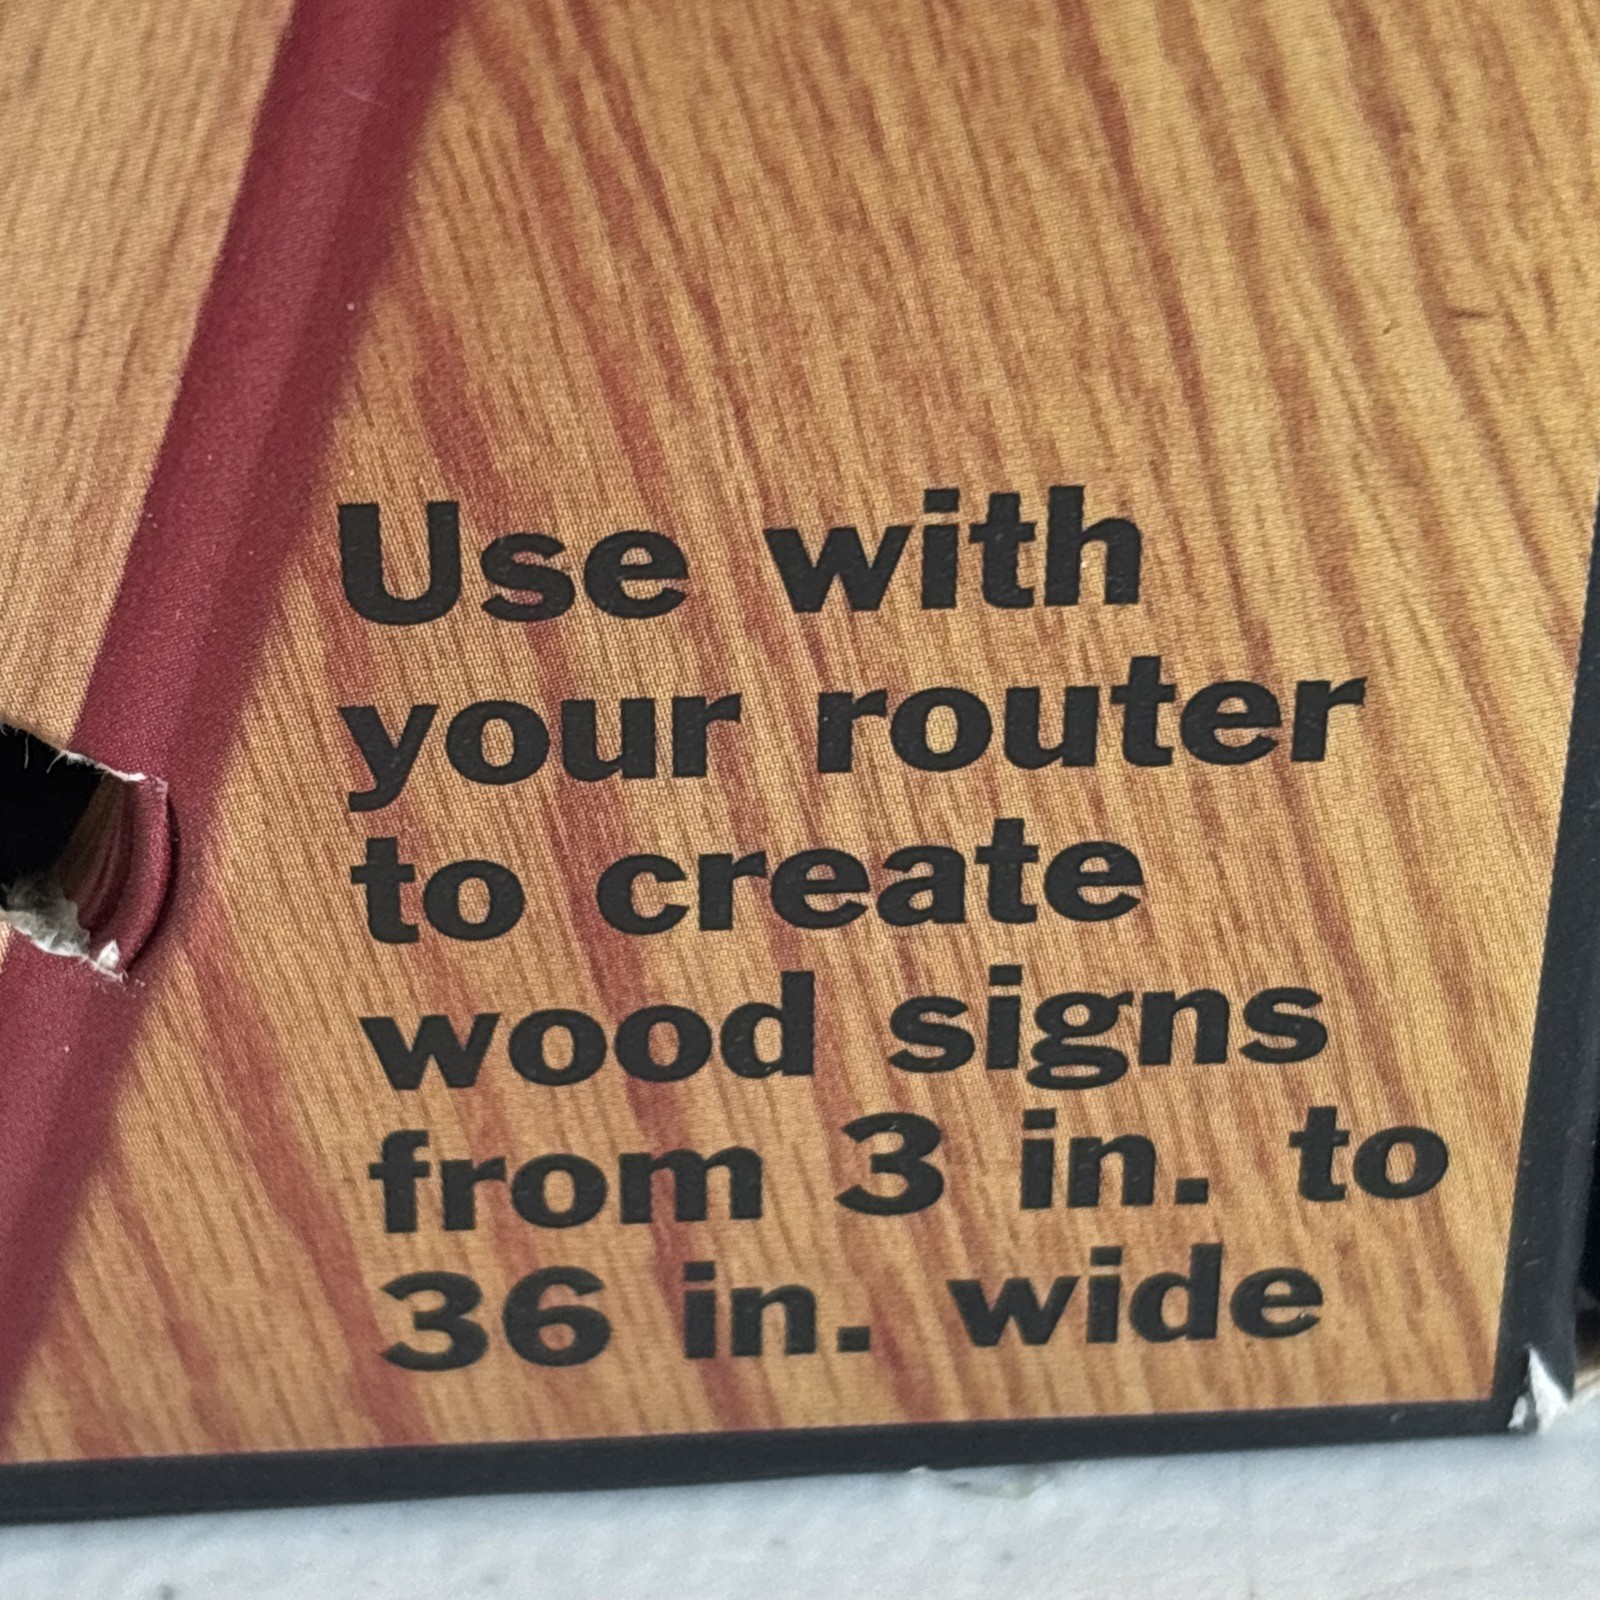 Use with
your router
to create
wood signs
from 3 in. to
36 in. wide